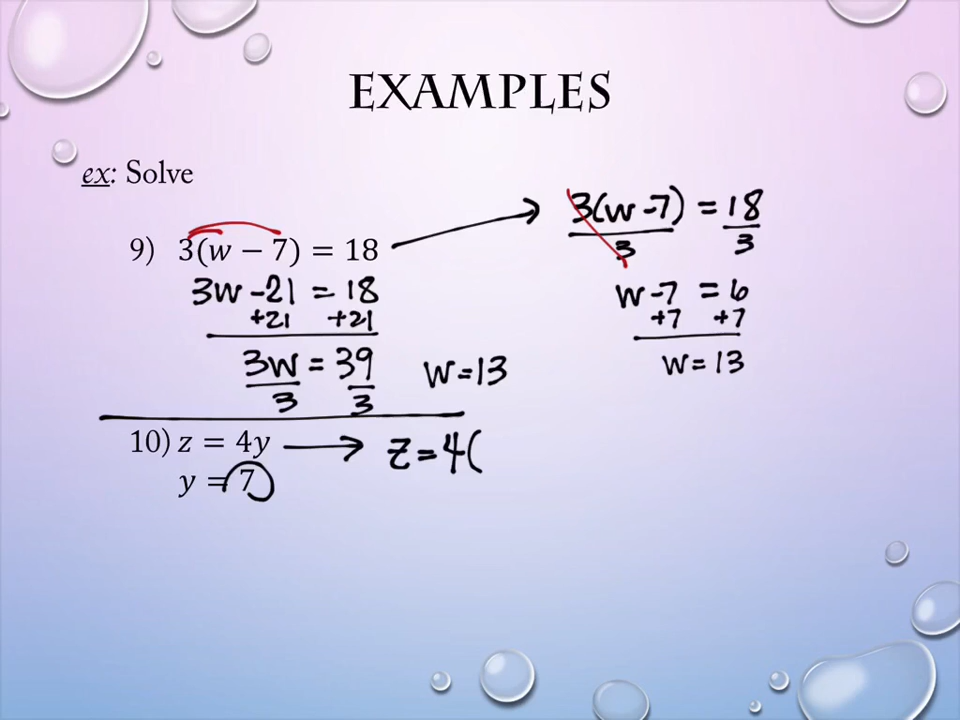 EXAMPLES
ex: Solve
9) 3(w − 7) = 18
3w -21 = 18
+21 +21
3w = 39
3 3
w=13
3(w -7) = 18
3 3
w -7 = 6
+7 +7
w = 13
10) z = 4y
z = 4(
y = 7